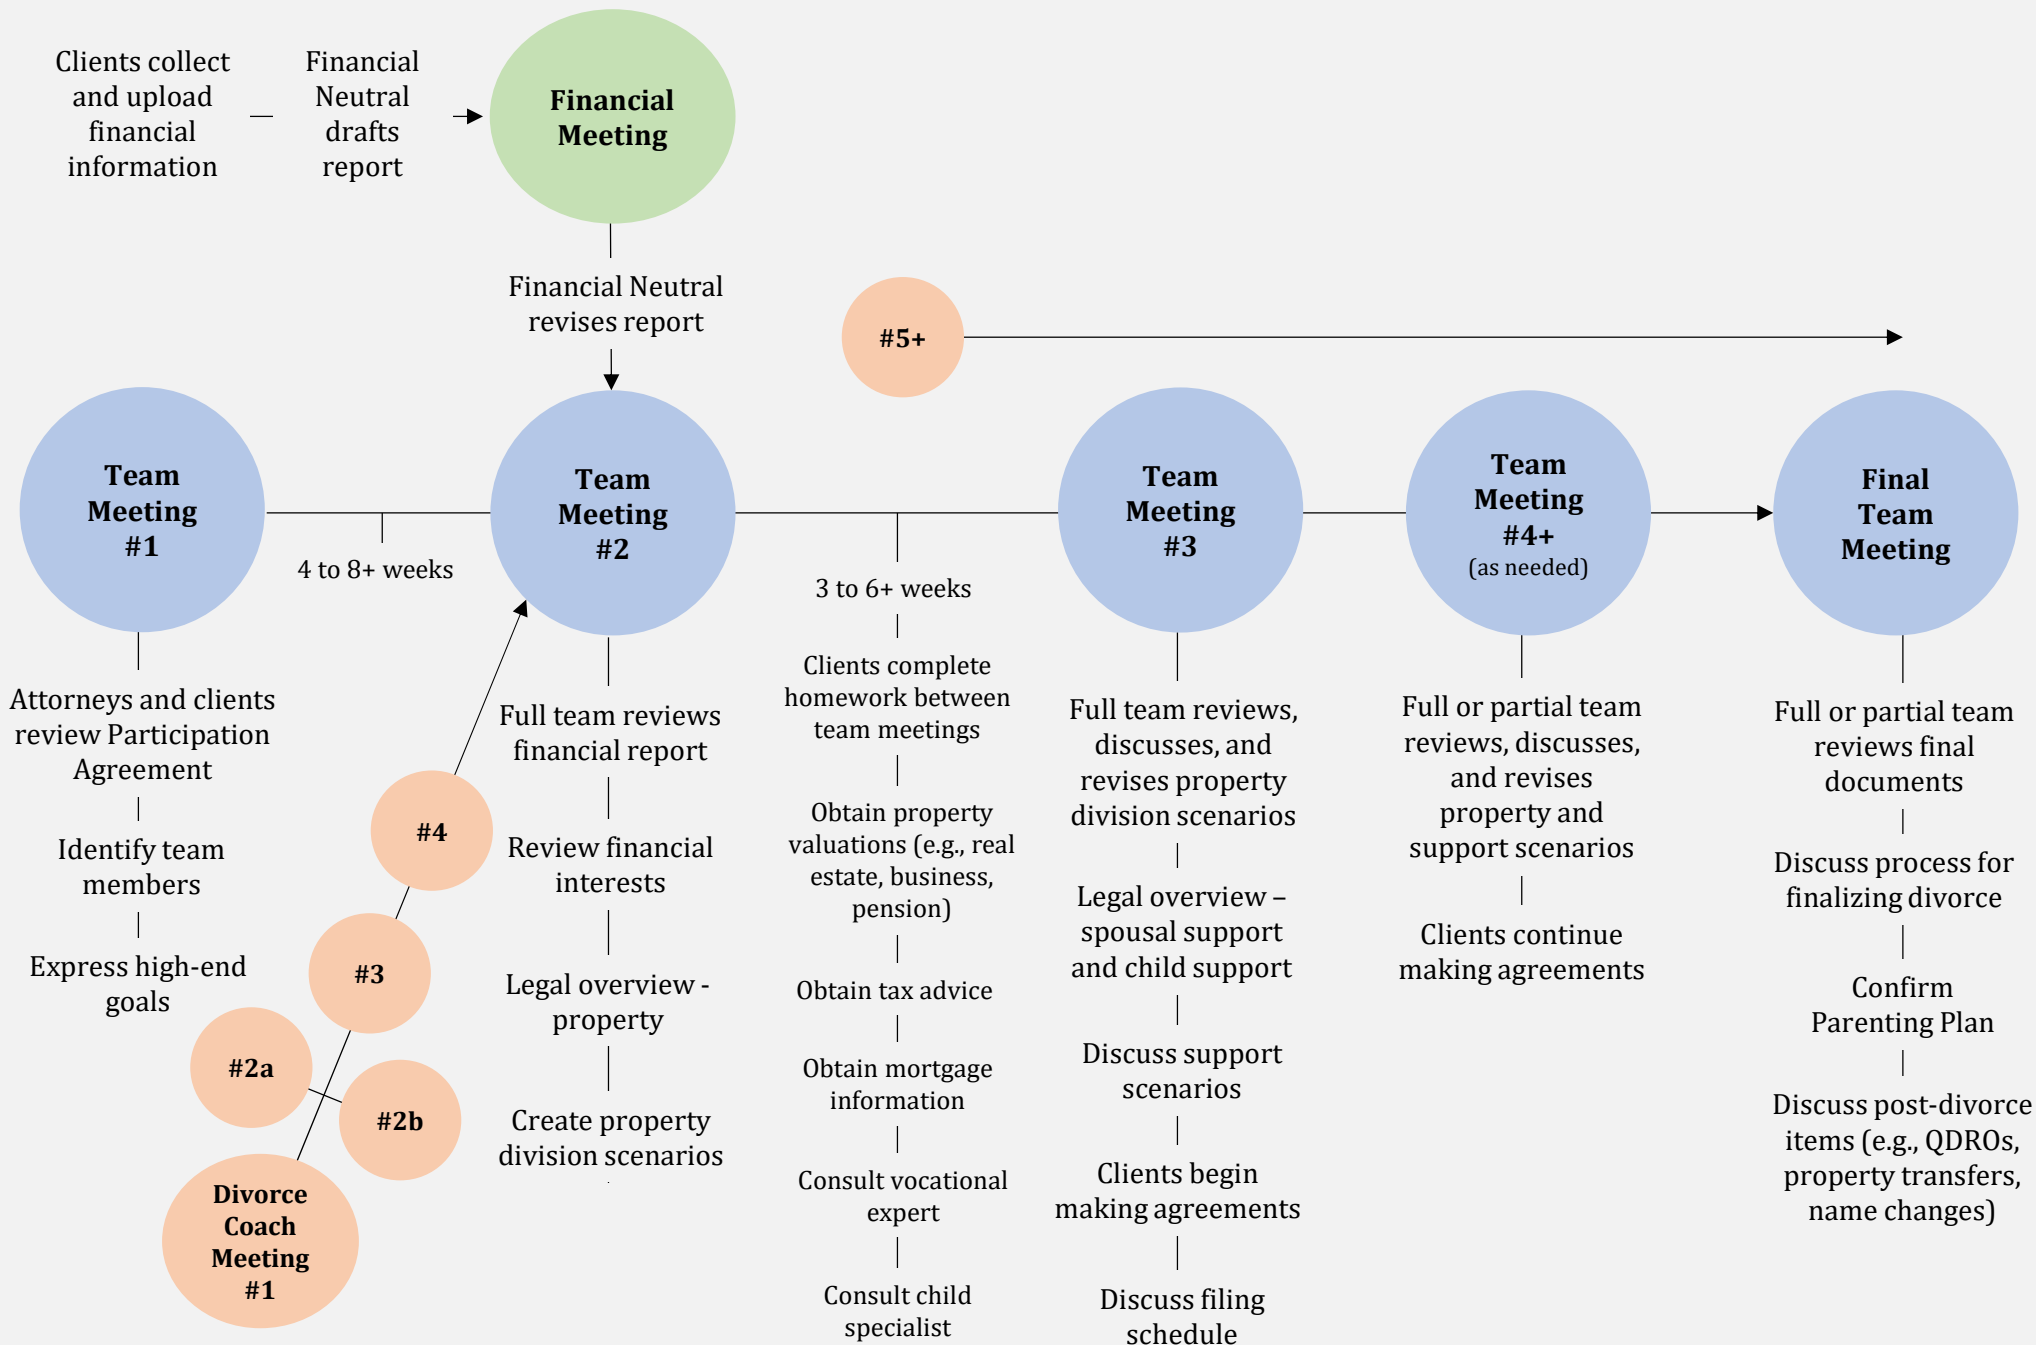 Clients collect
and upload
financial
information
Financial
Neutral
drafts
report
Financial
Meeting
Financial Neutral
revises report
#5+
Team
Meeting
#1
4 to 8+ weeks
Team
Meeting
#2
3 to 6+ weeks
Team
Meeting
#3
Team
Meeting
#4+
(as needed)
Final
Team
Meeting
Attorneys and clients
review Participation
Agreement
Identify team
members
Express high-end
goals
#4
#3
#2a
#2b
Divorce
Coach
Meeting
#1
Full team reviews
financial report
Review financial
interests
Legal overview -
property
Create property
division scenarios
Clients complete
homework between
team meetings
Obtain property
valuations (e.g., real
estate, business,
pension)
Obtain tax advice
Obtain mortgage
information
Consult vocational
expert
Consult child
specialist
Full team reviews,
discusses, and
revises property
division scenarios
Legal overview –
spousal support
and child support
Discuss support
scenarios
Clients begin
making agreements
Discuss filing
schedule
Full or partial team
reviews, discusses,
and revises
property and
support scenarios
Clients continue
making agreements
Full or partial team
reviews final
documents
Discuss process for
finalizing divorce
Confirm
Parenting Plan
Discuss post-divorce
items (e.g., QDROs,
property transfers,
name changes)